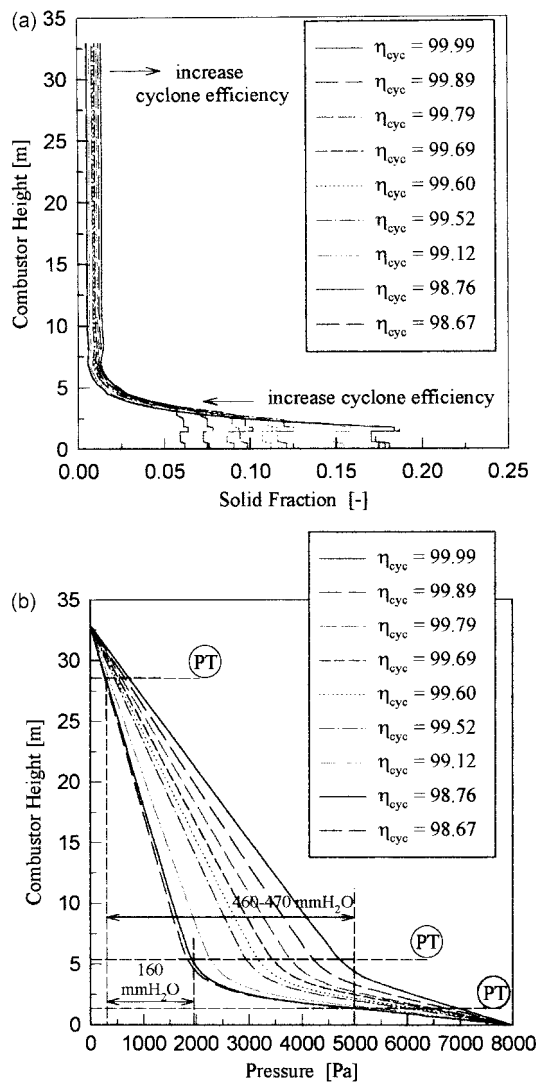 (a)
35
30
25
20
15
10
5
0
Combustor Height [m]
increase
cyclone efficiency
ηcyc = 99.99
ηcyc = 99.89
ηcyc = 99.79
ηcyc = 99.69
ηcyc = 99.60
ηcyc = 99.52
ηcyc = 99.12
ηcyc = 98.76
ηcyc = 98.67
increase cyclone efficiency
0.00 0.05 0.10 0.15 0.20 0.25
Solid Fraction [-]
(b)
ηcyc = 99.99
ηcyc = 99.89
ηcyc = 99.79
ηcyc = 99.69
ηcyc = 99.60
ηcyc = 99.52
ηcyc = 99.12
ηcyc = 98.76
ηcyc = 98.67
35
30
25
20
15
10
5
0
Combustor Height [m]
PT
460-470 mmH2O
PT
160
mmH2O
PT
0 1000 2000 3000 4000 5000 6000 7000 8000
Pressure [Pa]